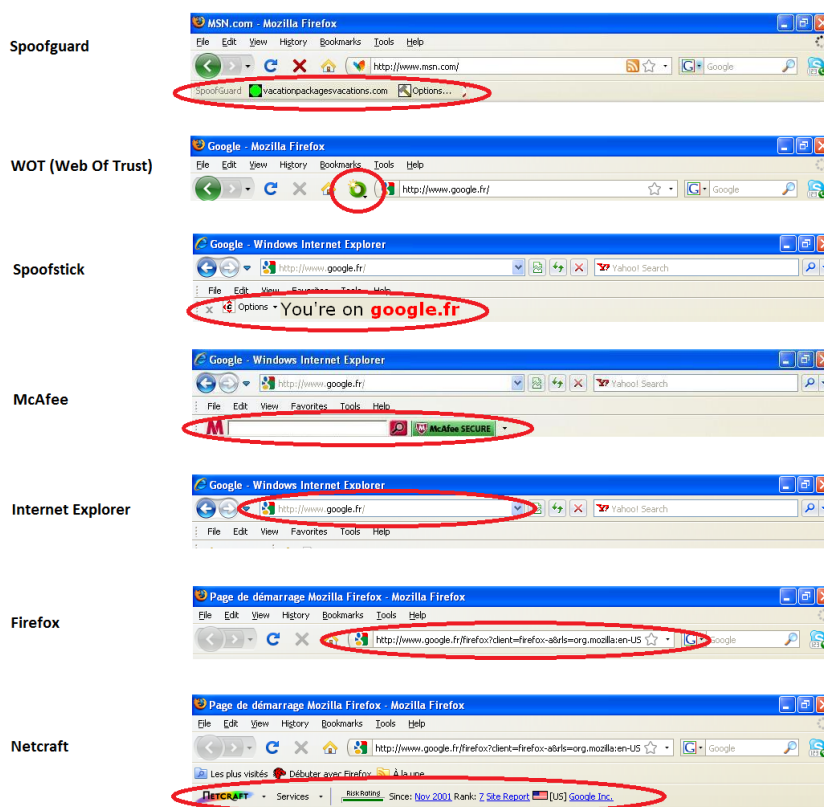 Spoofguard
MSN.com - Mozilla Firefox
File Edit View History Bookmarks Tools Help
http://www.msn.com/ G Google
SpoofGuard vacationpackagesvacations.com Options...
WOT (Web Of Trust)
Google - Mozilla Firefox
File Edit View History Bookmarks Tools Help
http://www.google.fr/ G Google
Spoofstick
Google - Windows Internet Explorer
http://www.google.fr/ Y! Yahoo! Search
File Edit View Favorites Tools Help
x Options You're on google.fr
McAfee
Google - Windows Internet Explorer
http://www.google.fr/ Y! Yahoo! Search
File Edit View Favorites Tools Help
M McAfee SECURE
Internet Explorer
Google - Windows Internet Explorer
http://www.google.fr/ Y! Yahoo! Search
File Edit View Favorites Tools Help
Firefox
Page de démarrage Mozilla Firefox - Mozilla Firefox
File Edit View History Bookmarks Tools Help
http://www.google.fr/firefox?client=firefox-a&rls=org.mozilla:en-US G Google
Netcraft
Page de démarrage Mozilla Firefox - Mozilla Firefox
File Edit View History Bookmarks Tools Help
http://www.google.fr/firefox?client=firefox-a&rls=org.mozilla:en-US G Google
Les plus visités Débuter avec Firefox À la une
NETCRAFT Services Risk Rating Since: Nov 2001 Rank: 7 Site Report [US] Google Inc.